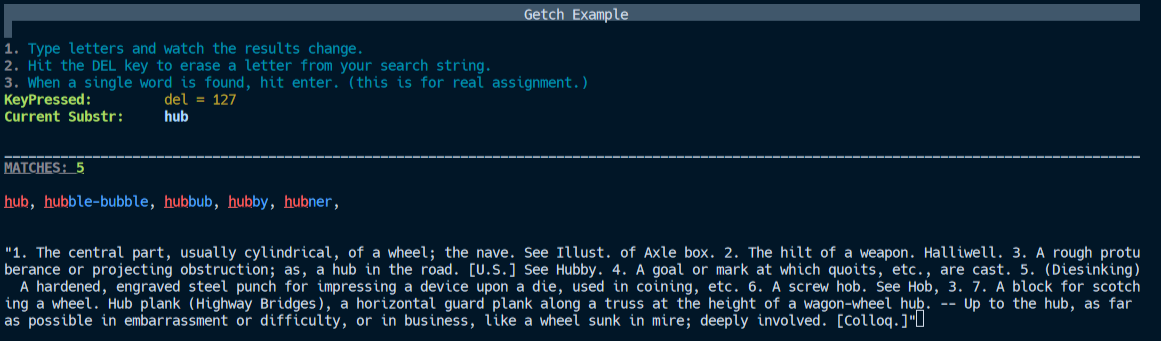 Getch Example
1. Type letters and watch the results change.
2. Hit the DEL key to erase a letter from your search string.
3. When a single word is found, hit enter. (this is for real assignment.)
KeyPressed: del = 127
Current Substr: hub
MATCHES: 5
hub, hubble-bubble, hubbub, hubby, hubner,
"1. The central part, usually cylindrical, of a wheel; the nave. See Illust. of Axle box. 2. The hilt of a weapon. Halliwell. 3. A rough protu
berance or projecting obstruction; as, a hub in the road. [U.S.] See Hubby. 4. A goal or mark at which quoits, etc., are cast. 5. (Diesinking)
A hardened, engraved steel punch for impressing a device upon a die, used in coining, etc. 6. A screw hob. See Hob, 3. 7. A block for scotch
ing a wheel. Hub plank (Highway Bridges), a horizontal guard plank along a truss at the height of a wagon-wheel hub. -- Up to the hub, as far
as possible in embarrassment or difficulty, or in business, like a wheel sunk in mire; deeply involved. [Colloq.]"